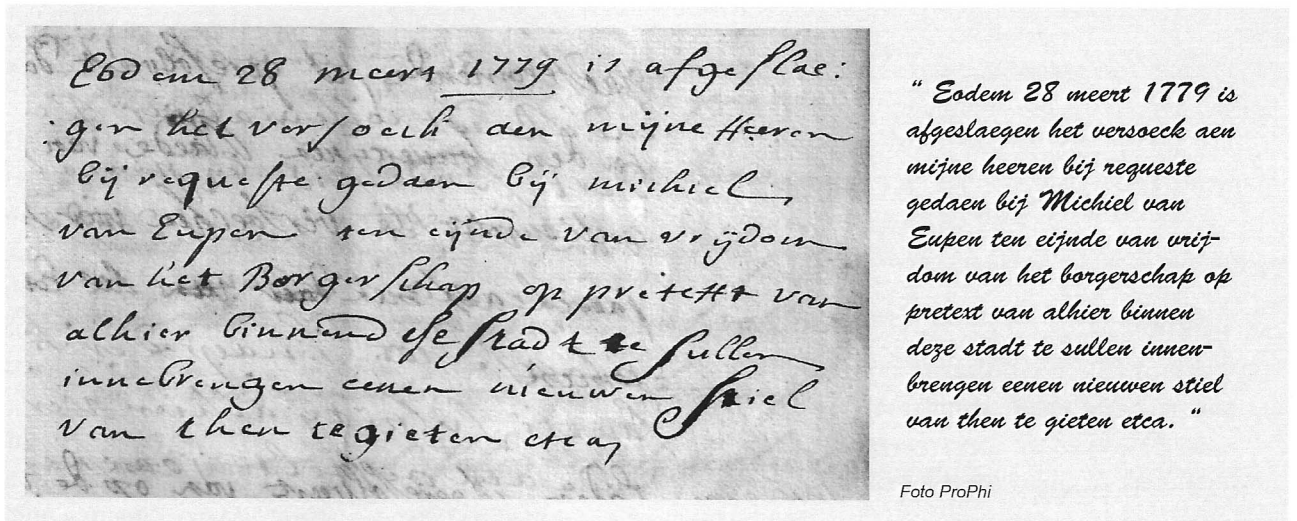 Eodem 28 meert 1779 is afgeslae:
gen het versoeck aen mijne Heeren
bij requeste gedaen bij michiel
van Eupen ten eijnde van vrijdom
van het Borgerschap op pretext van
alhier binnen dese stadt te sullen
innebrengen eenen nieuwen stiel
van then te gieten etca,
“ Eodem 28 meert 1779 is
afgeslaegen het versoeck aen
mijne heeren bij requeste
gedaen bij Michiel van
Eupen ten eijnde van vrij-
dom van het borgerschap op
pretext van alhier binnen
deze stadt te sullen innen-
brengen eenen nieuwen stiel
van then te gieten etca. “
Foto ProPhi